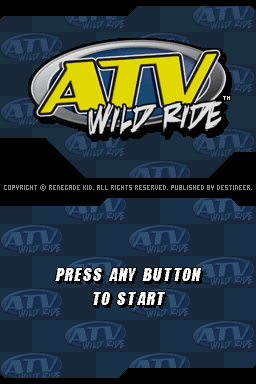 ATV
WILD RIDE™
COPYRIGHT © RENEGADE KID. ALL RIGHTS RESERVED. PUBLISHED BY DESTINEER.
PRESS ANY BUTTON
TO START